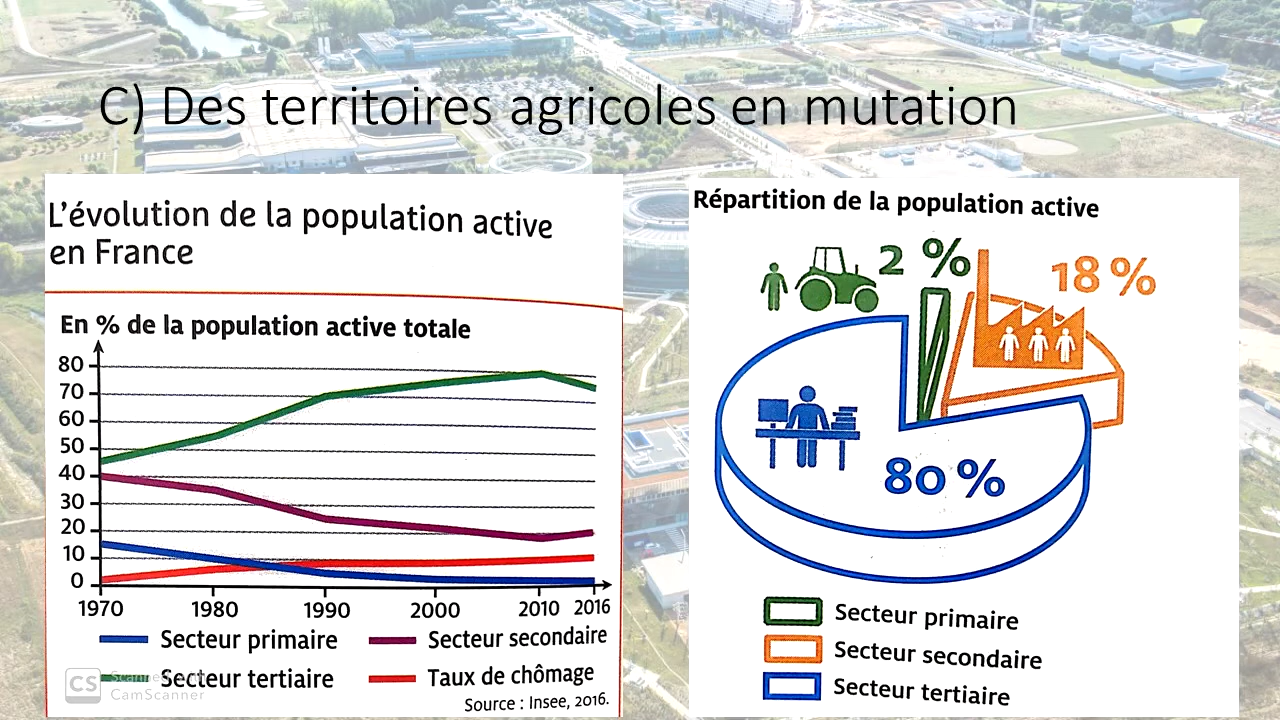 C) Des territoires agricoles en mutation
L'évolution de la population active
en France
En % de la population active totale
80
70
60
50
40
30
20
10
0
1970 1980 1990 2000 2010 2016
Secteur primaire Secteur secondaire
Secteur tertiaire Taux de chômage
Source : Insee, 2016.
CS
CamScanner
Répartition de la population active
2 %
18 %
80 %
Secteur primaire
Secteur secondaire
Secteur tertiaire